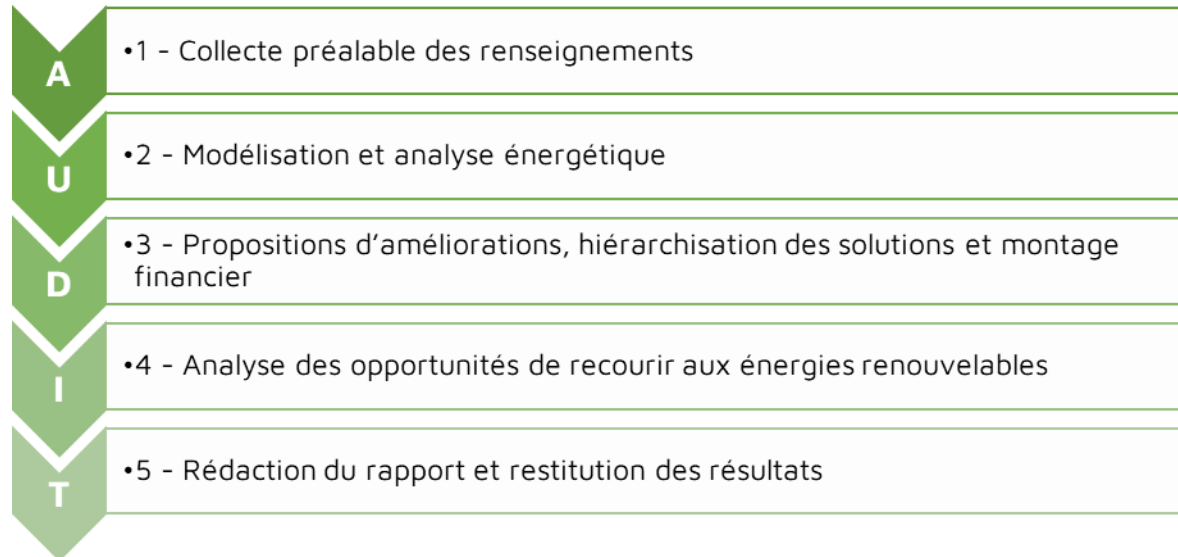 A
•1 - Collecte préalable des renseignements
U
•2 - Modélisation et analyse énergétique
D
•3 - Propositions d’améliorations, hiérarchisation des solutions et montage
financier
I
•4 - Analyse des opportunités de recourir aux énergies renouvelables
T
•5 - Rédaction du rapport et restitution des résultats